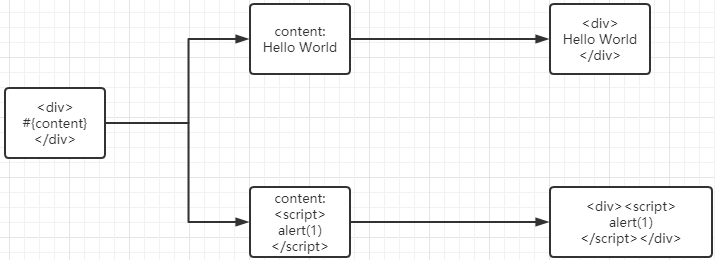 <div>
#{content}
</div>
content:
Hello World
<div>
Hello World
</div>
content:
<script>
alert(1)
</script>
<div><script>
alert(1)
</script></div>